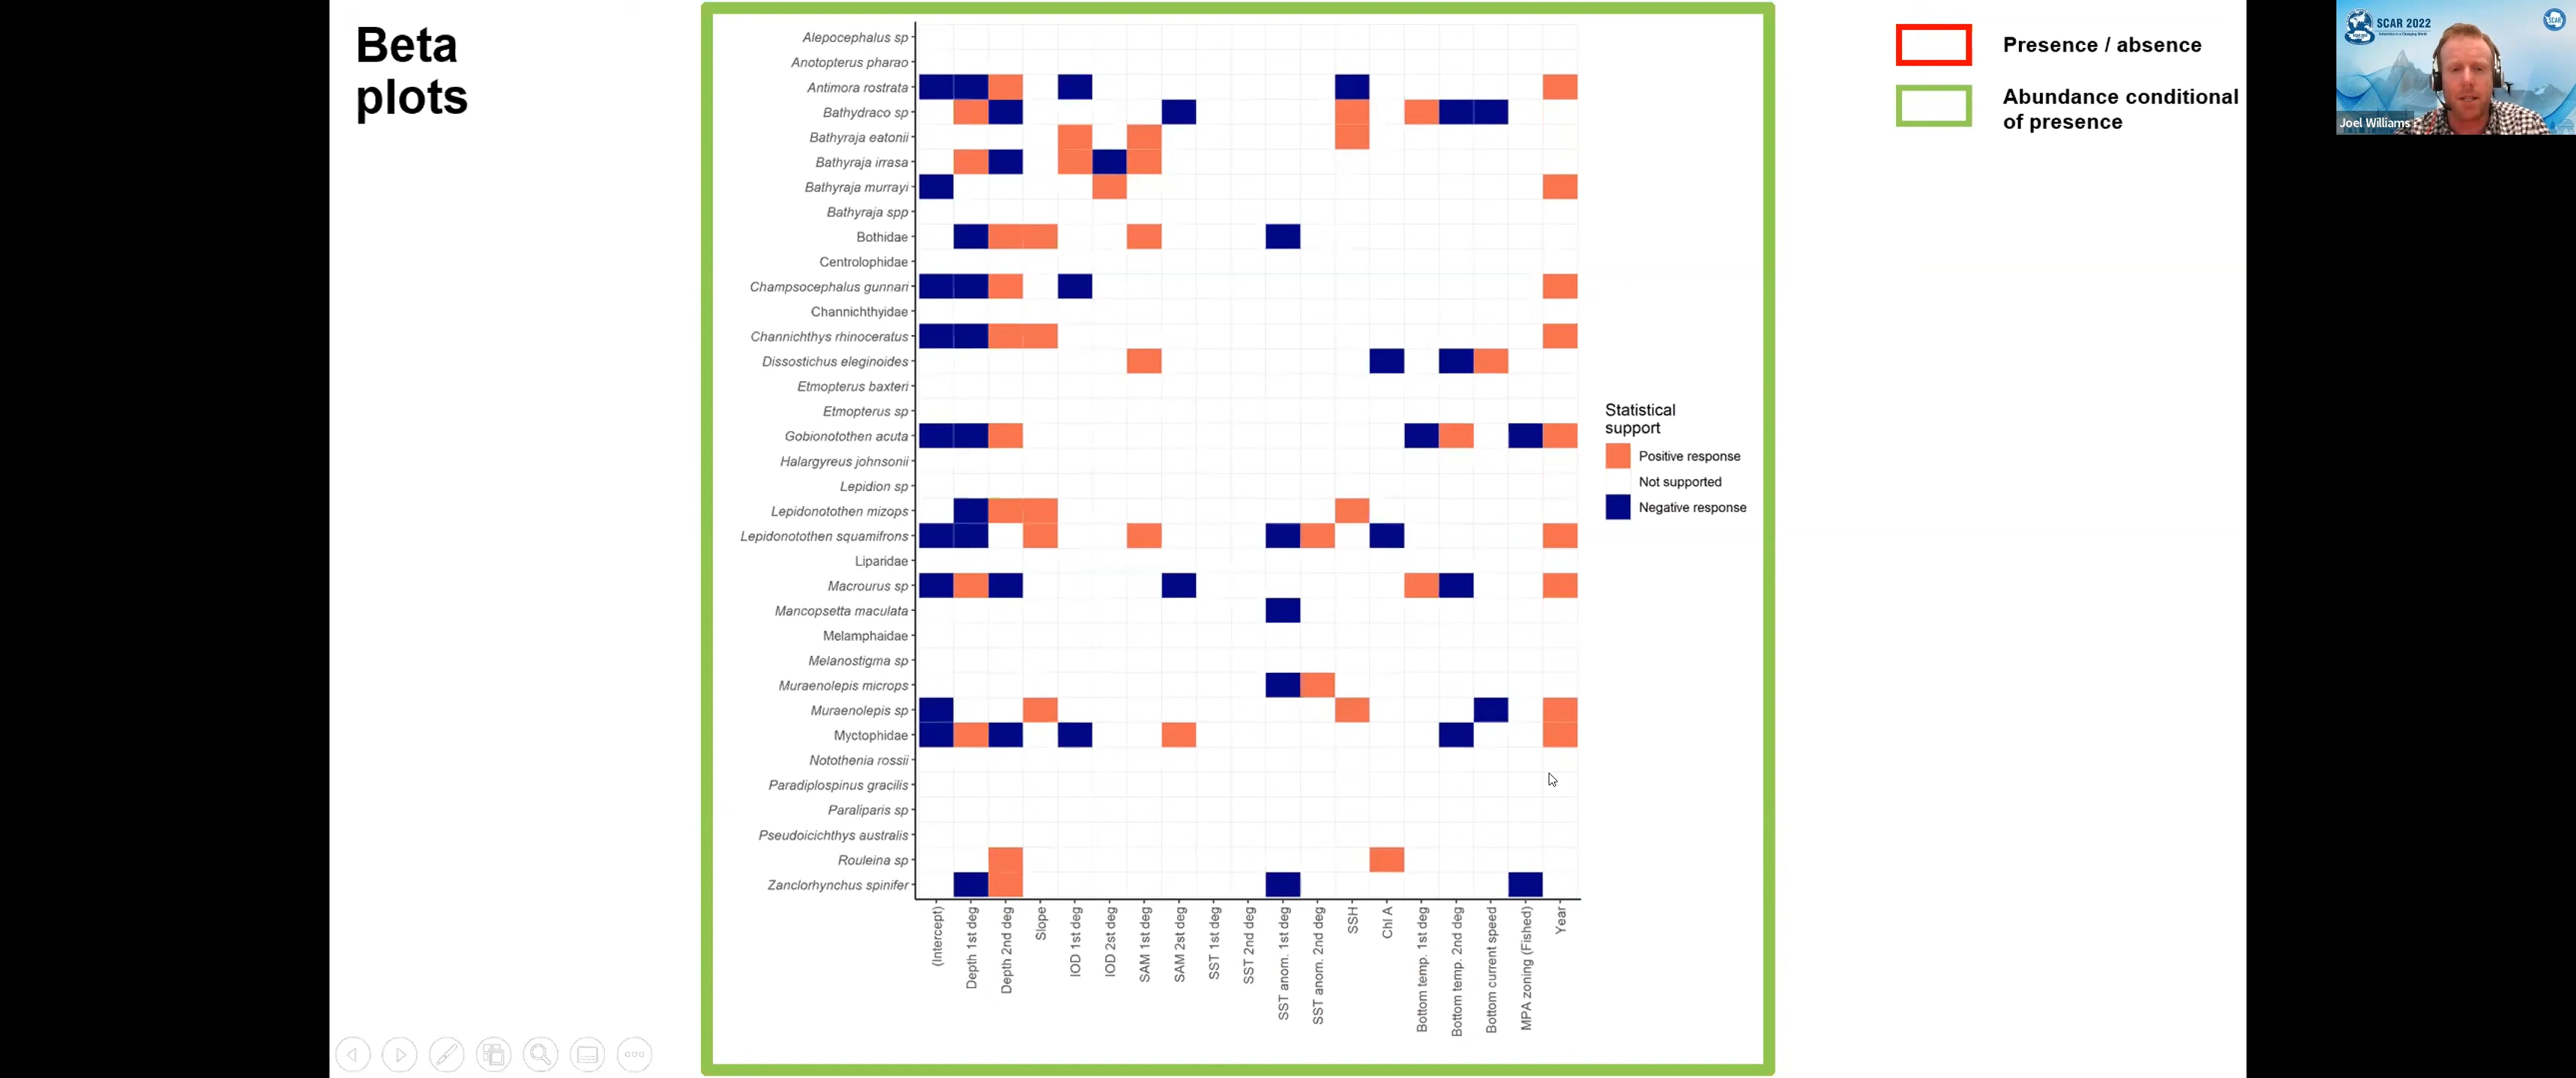 Beta
plots
Alepocephalus sp
Anotopterus pharao
Antimora rostrata
Bathydraco sp
Bathyraja eatonii
Bathyraja irrasa
Bathyraja murrayi
Bathyraja spp
Bothidae
Centrolophidae
Champsocephalus gunnari
Channichthyidae
Channichthys rhinoceratus
Dissostichus eleginoides
Etmopterus baxteri
Etmopterus sp
Gobionotothen acuta
Halargyreus johnsonii
Lepidion sp
Lepidonotothen mizops
Lepidonotothen squamifrons
Liparidae
Macrourus sp
Mancopsetta maculata
Melamphaidae
Melanostigma sp
Muraenolepis microps
Muraenolepis sp
Myctophidae
Notothenia rossii
Paradiplospinus gracilis
Paraliparis sp
Pseudoicichthys australis
Rouleina sp
Zanclorhynchus spinifer
(Intercept)
Depth 1st deg
Depth 2nd deg
Slope
IOD 1st deg
IOD 2st deg
SAM 1st deg
SAM 2st deg
SST 1st deg
SST 2nd deg
SST anom. 1st deg
SST anom. 2nd deg
SSH
Chl A
Bottom temp. 1st deg
Bottom temp. 2nd deg
Bottom current speed
MPA zoning (Fished)
Year
Statistical
support
Positive response
Not supported
Negative response
Presence / absence
Abundance conditional
of presence
SCAR 2022
Joel Williams